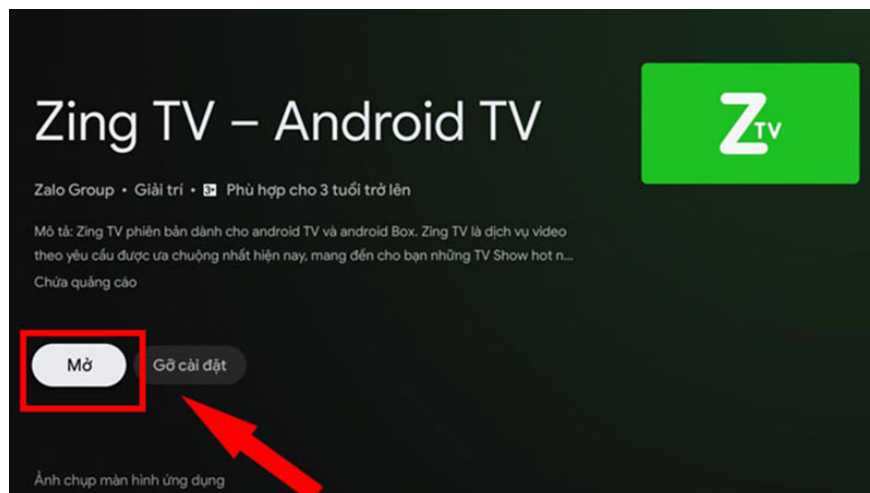 Zing TV – Android TV
Z TV
Zalo Group • Giải trí • 3+ Phù hợp cho 3 tuổi trở lên
Mô tả: Zing TV phiên bản dành cho android TV và android Box. Zing TV là dịch vụ video
theo yêu cầu được ưa chuộng nhất hiện nay, mang đến cho bạn những TV Show hot n...
Chứa quảng cáo
Mở
Gỡ cài đặt
Ảnh chụp màn hình ứng dụng